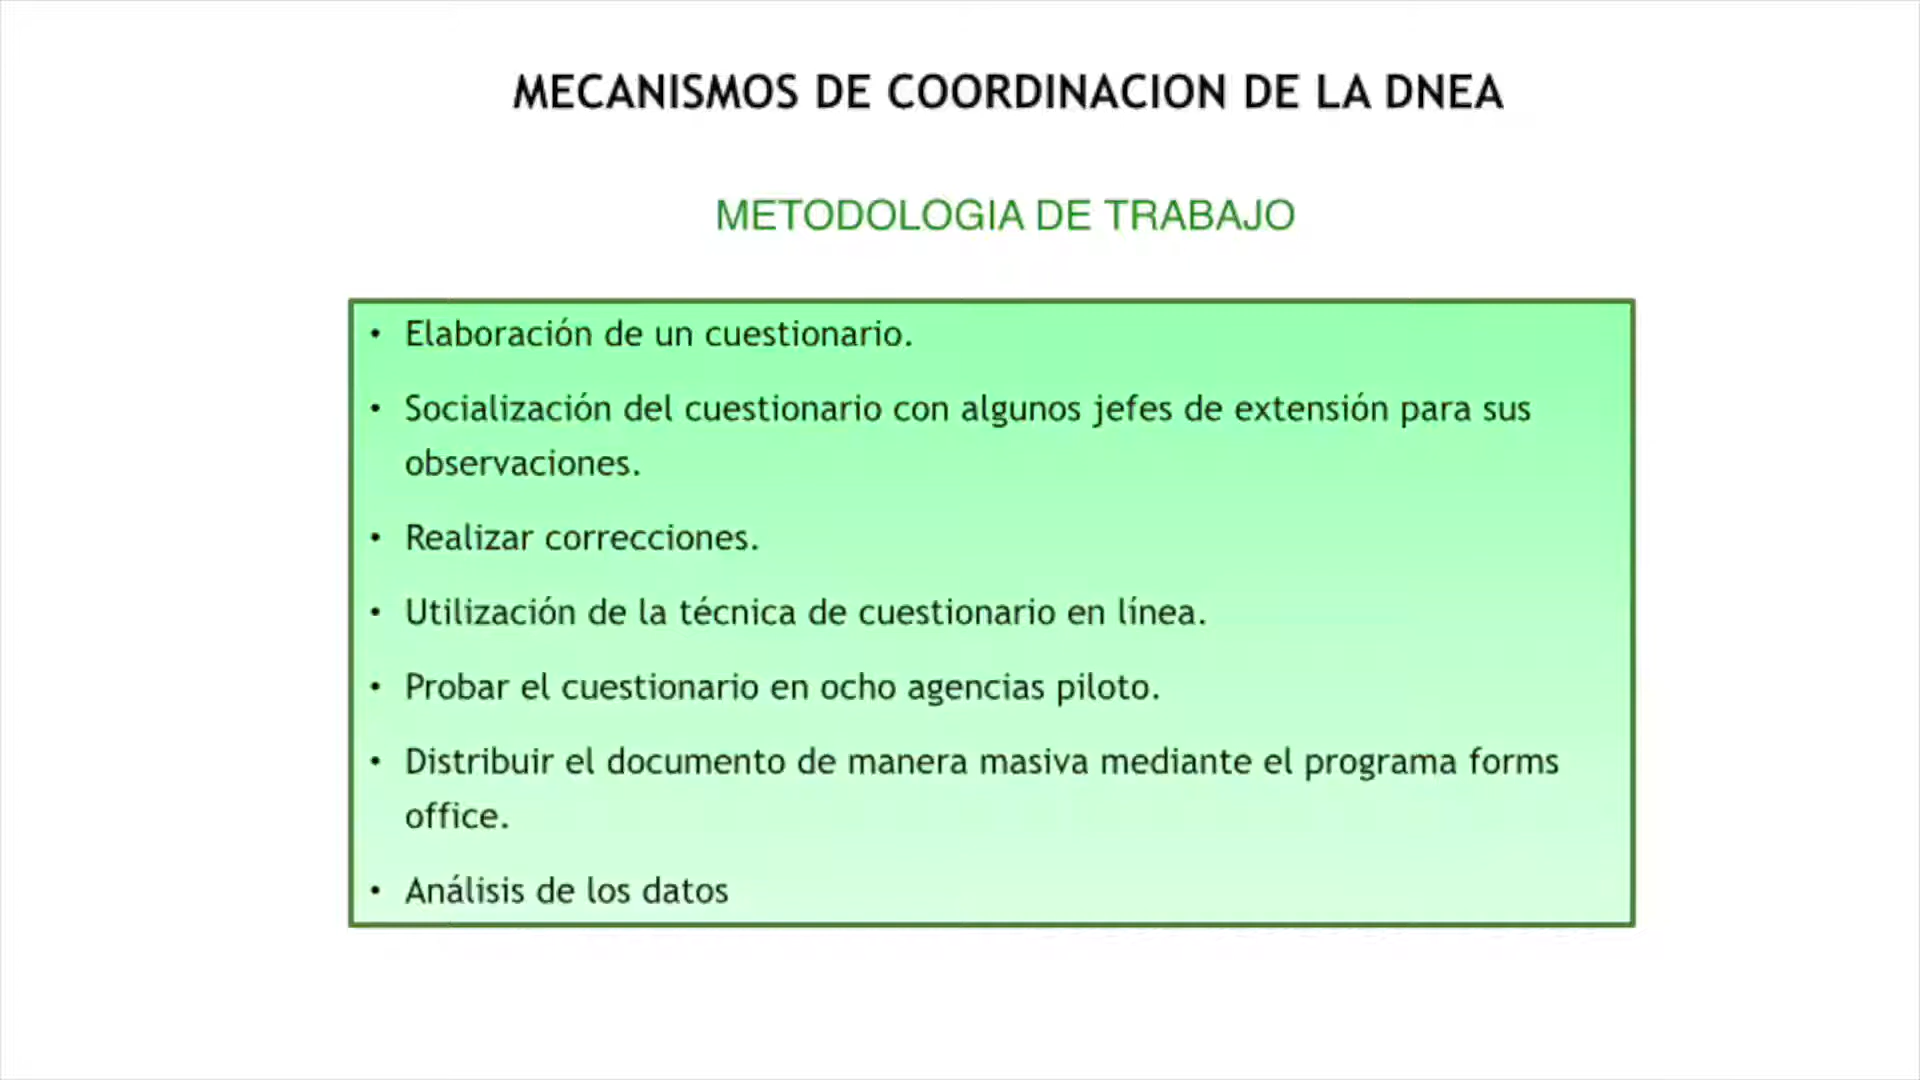 MECANISMOS DE COORDINACION DE LA DNEA
METODOLOGIA DE TRABAJO
• Elaboración de un cuestionario.
• Socialización del cuestionario con algunos jefes de extensión para sus
observaciones.
• Realizar correcciones.
• Utilización de la técnica de cuestionario en línea.
• Probar el cuestionario en ocho agencias piloto.
• Distribuir el documento de manera masiva mediante el programa forms
office.
• Análisis de los datos